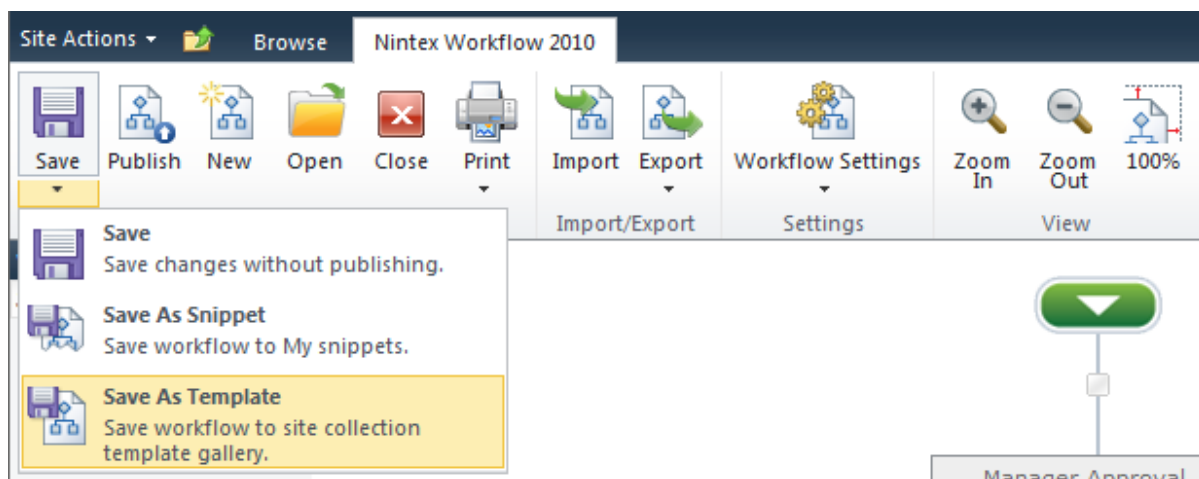 Site Actions Browse Nintex Workflow 2010
Save Publish New Open Close Print Import Export Workflow Settings Zoom In Zoom Out 100%
Import/Export Settings View
Save
Save changes without publishing.
Save As Snippet
Save workflow to My snippets.
Save As Template
Save workflow to site collection
template gallery.
Manager Approval